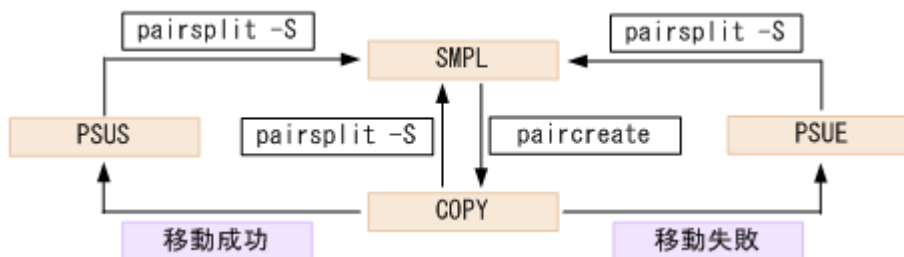 pairsplit -S
pairsplit -S
SMPL
PSUS
pairsplit -S
paircreate
PSUE
COPY
移動成功
移動失敗